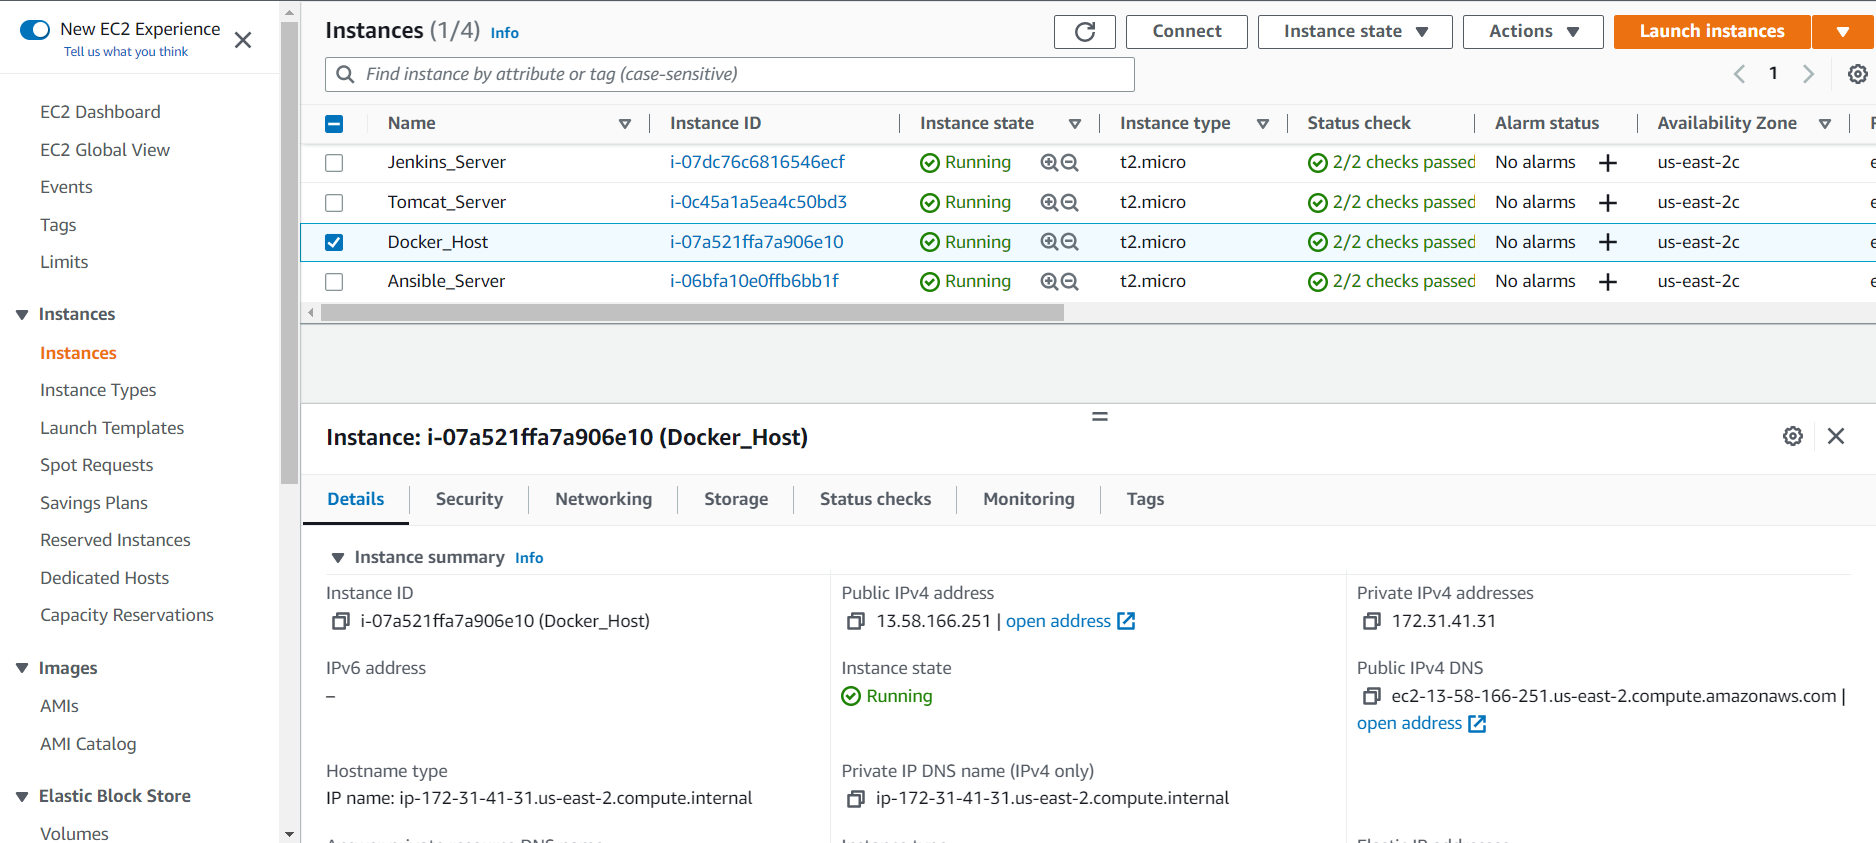 New EC2 Experience
Tell us what you think
EC2 Dashboard
EC2 Global View
Events
Tags
Limits
Instances
Instances
Instance Types
Launch Templates
Spot Requests
Savings Plans
Reserved Instances
Dedicated Hosts
Capacity Reservations
Images
AMIs
AMI Catalog
Elastic Block Store
Volumes
Instances (1/4) Info
Connect
Instance state
Actions
Launch instances
Find instance by attribute or tag (case-sensitive)
1
Name Instance ID Instance state Instance type Status check Alarm status Availability Zone
Jenkins_Server i-07dc76c6816546ecf Running t2.micro 2/2 checks passed No alarms + us-east-2c
Tomcat_Server i-0c45a1a5ea4c50bd3 Running t2.micro 2/2 checks passed No alarms + us-east-2c
Docker_Host i-07a521ffa7a906e10 Running t2.micro 2/2 checks passed No alarms + us-east-2c
Ansible_Server i-06bfa10e0ffb6bb1f Running t2.micro 2/2 checks passed No alarms + us-east-2c
Instance: i-07a521ffa7a906e10 (Docker_Host)
Details Security Networking Storage Status checks Monitoring Tags
Instance summary Info
Instance ID
i-07a521ffa7a906e10 (Docker_Host)
Public IPv4 address
13.58.166.251 | open address
Private IPv4 addresses
172.31.41.31
IPv6 address
–
Instance state
Running
Public IPv4 DNS
ec2-13-58-166-251.us-east-2.compute.amazonaws.com |
open address
Hostname type
IP name: ip-172-31-41-31.us-east-2.compute.internal
Private IP DNS name (IPv4 only)
ip-172-31-41-31.us-east-2.compute.internal